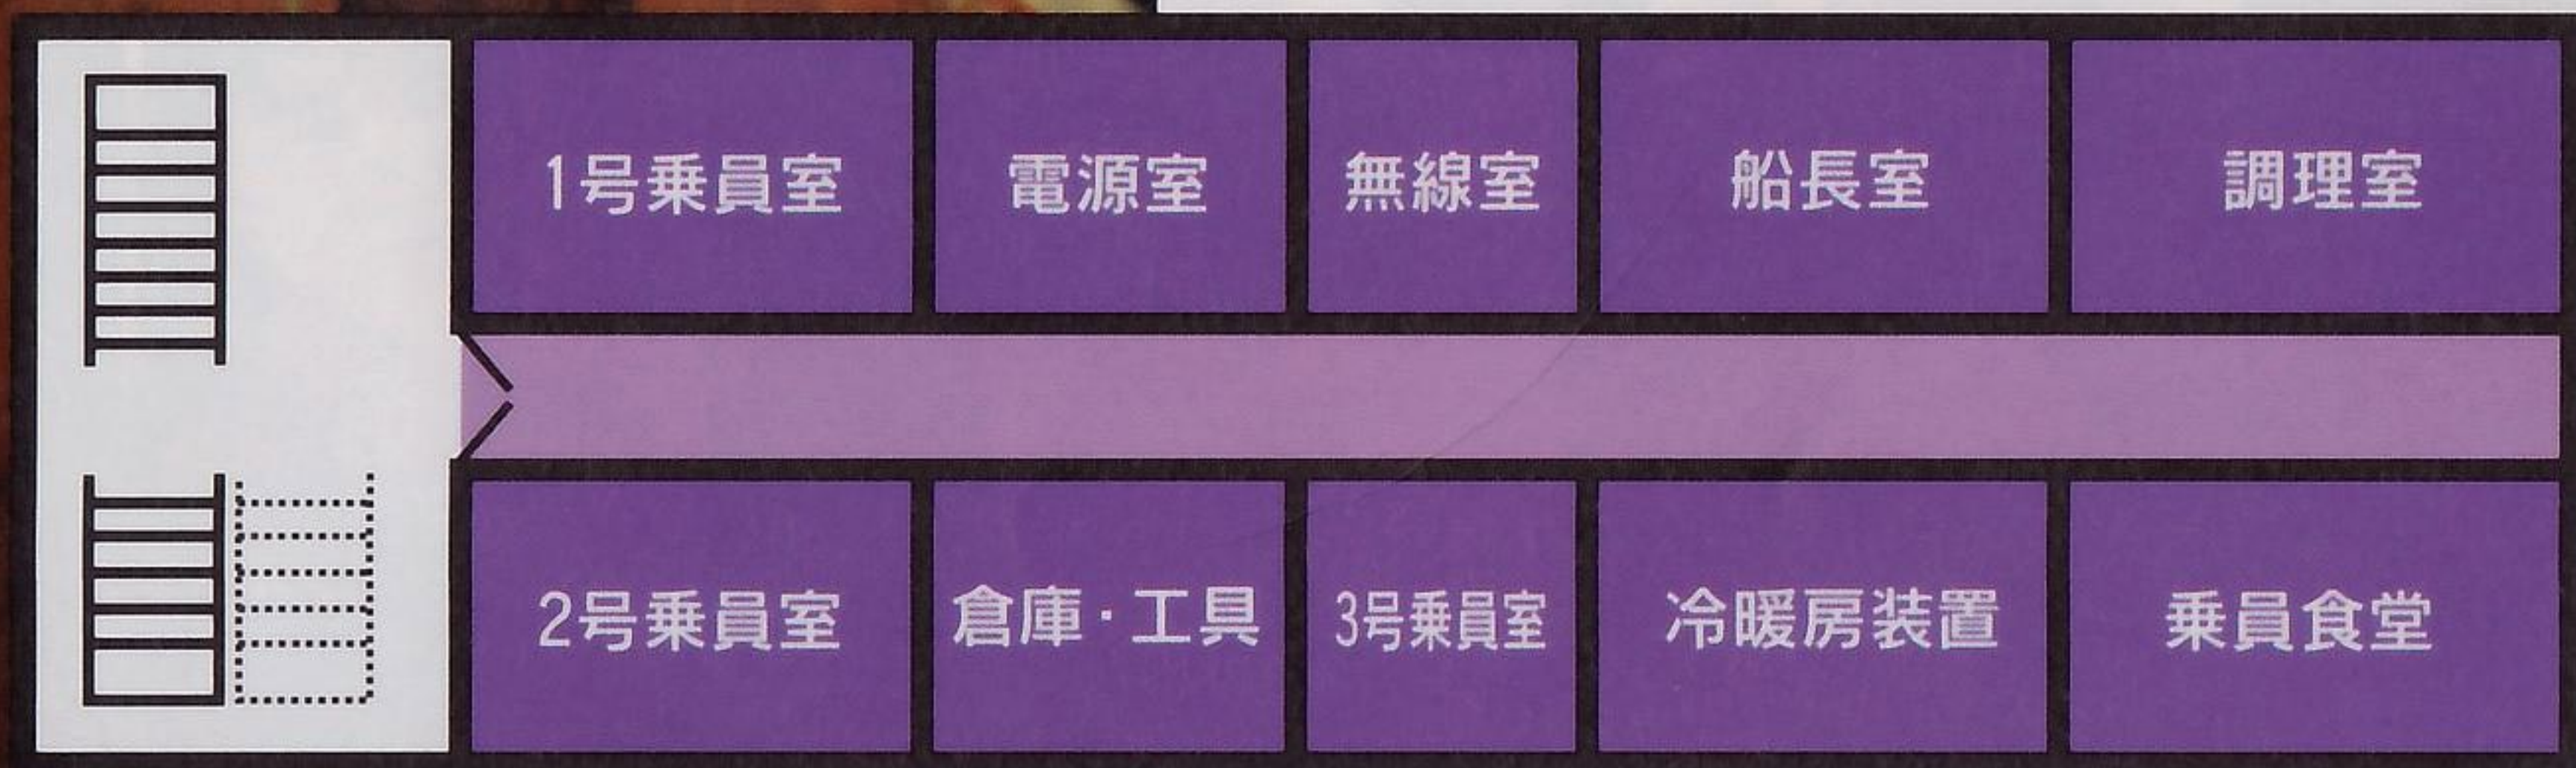 1号乗員室
電源室
無線室
船長室
調理室
2号乗員室
倉庫・工具
3号乗員室
冷暖房装置
乗員食堂